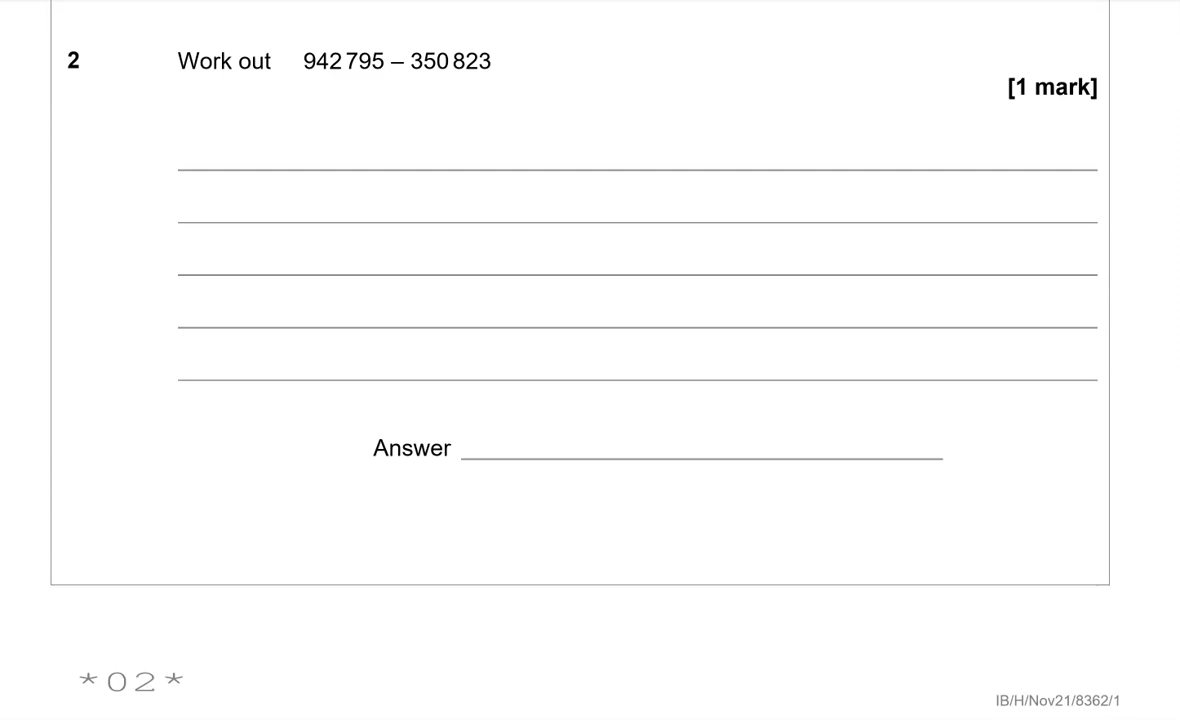 2 Work out 942 795 – 350 823
[1 mark]
Answer
*02*
IB/H/Nov21/8362/1